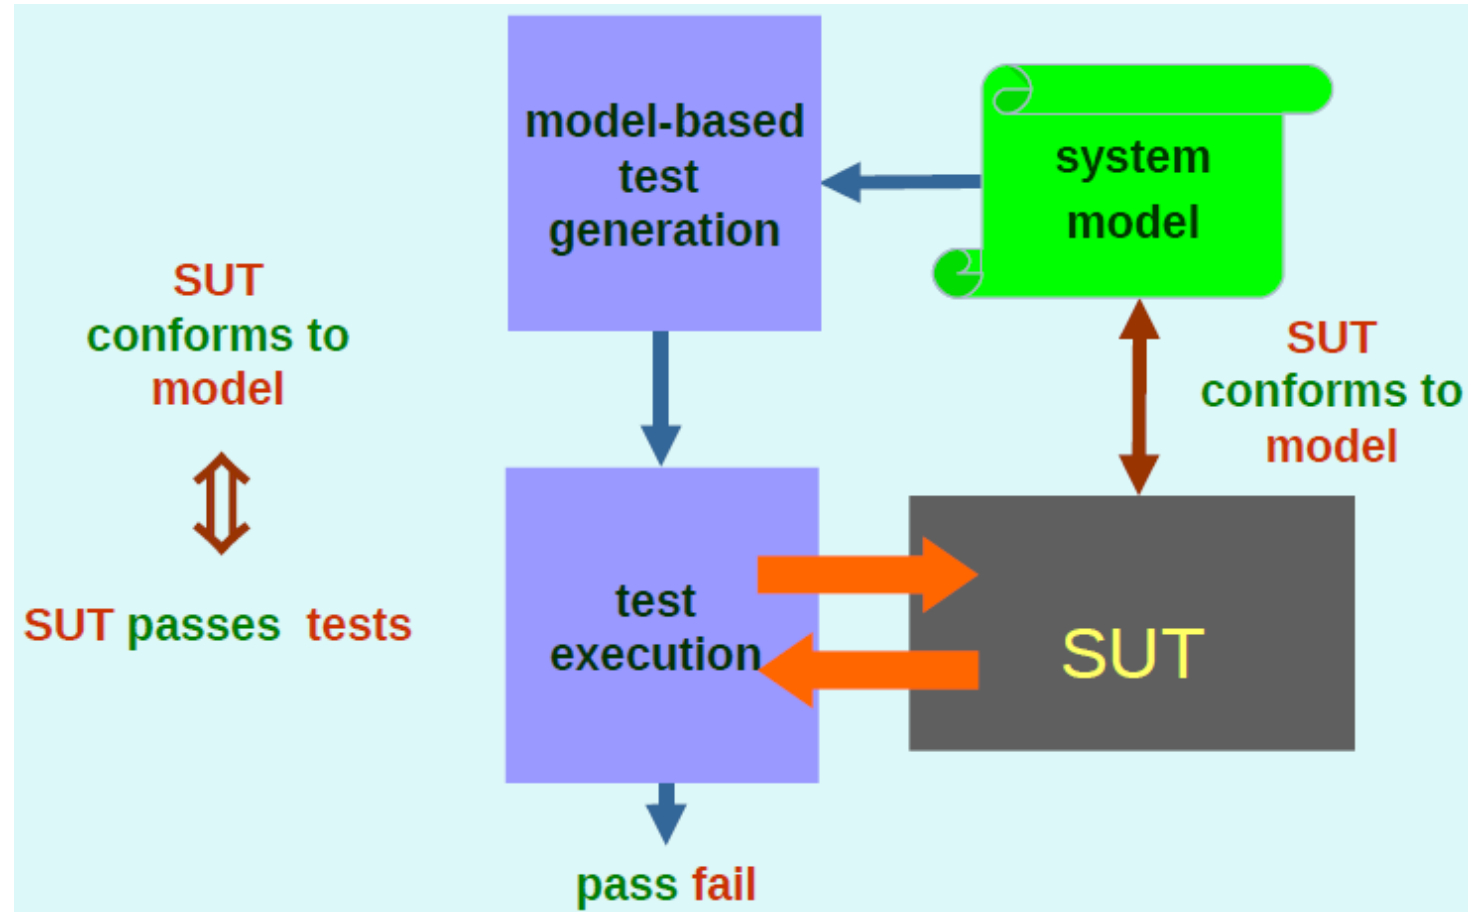 model-based
test
generation
system
model
SUT
conforms to
model
SUT
conforms to
model
SUT passes tests
test
execution
SUT
pass fail